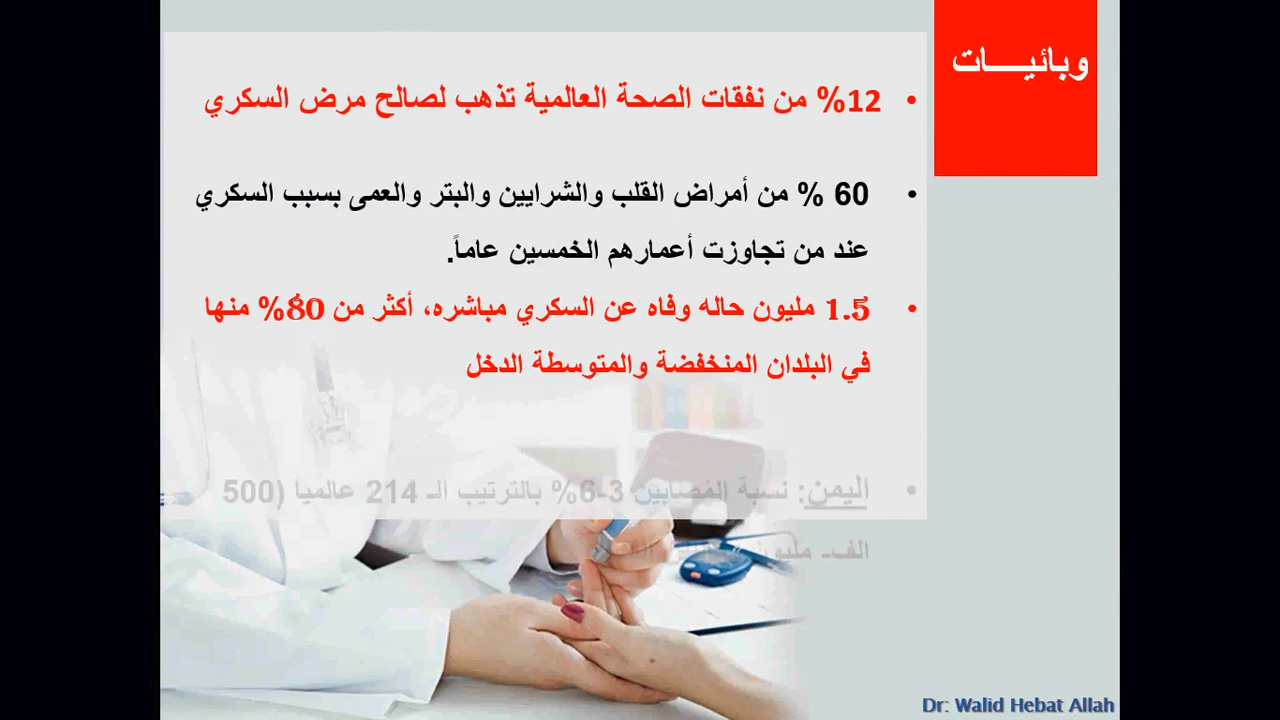 وبائيـــات
• 12% من نفقات الصحة العالمية تذهب لصالح مرض السكري
• 60 % من أمراض القلب والشرايين والبتر والعمى بسبب السكري
عند من تجاوزت أعمارهم الخمسين عاماً.
• 1.5 مليون حاله وفاه عن السكري مباشره، أكثر من 80% منها
في البلدان المنخفضة والمتوسطة الدخل
• اليمن: نسبة المصابين 3-6% بالترتيب الـ 214 عالميا (500
الف- مليون
Dr: Walid Hebat Allah